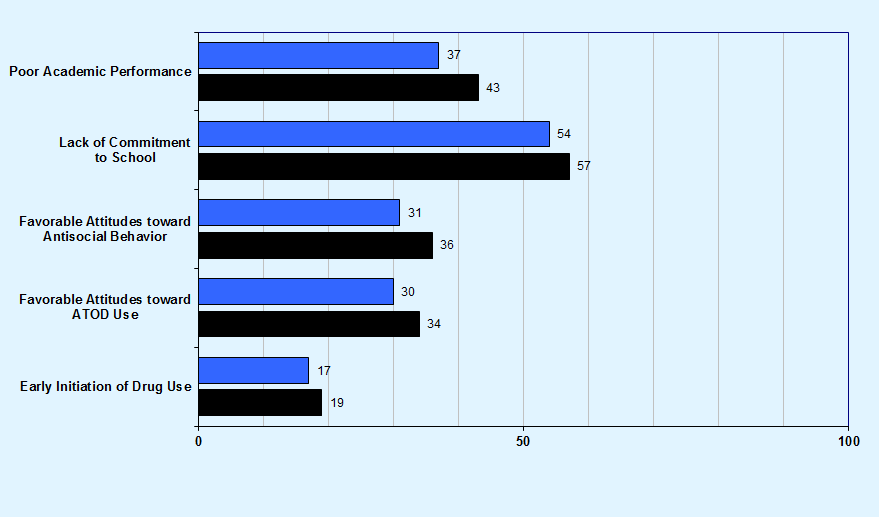 Poor Academic Performance
37
43
Lack of Commitment
to School
54
57
Favorable Attitudes toward
Antisocial Behavior
31
36
Favorable Attitudes toward
ATOD Use
30
34
Early Initiation of Drug Use
17
19
0
50
100